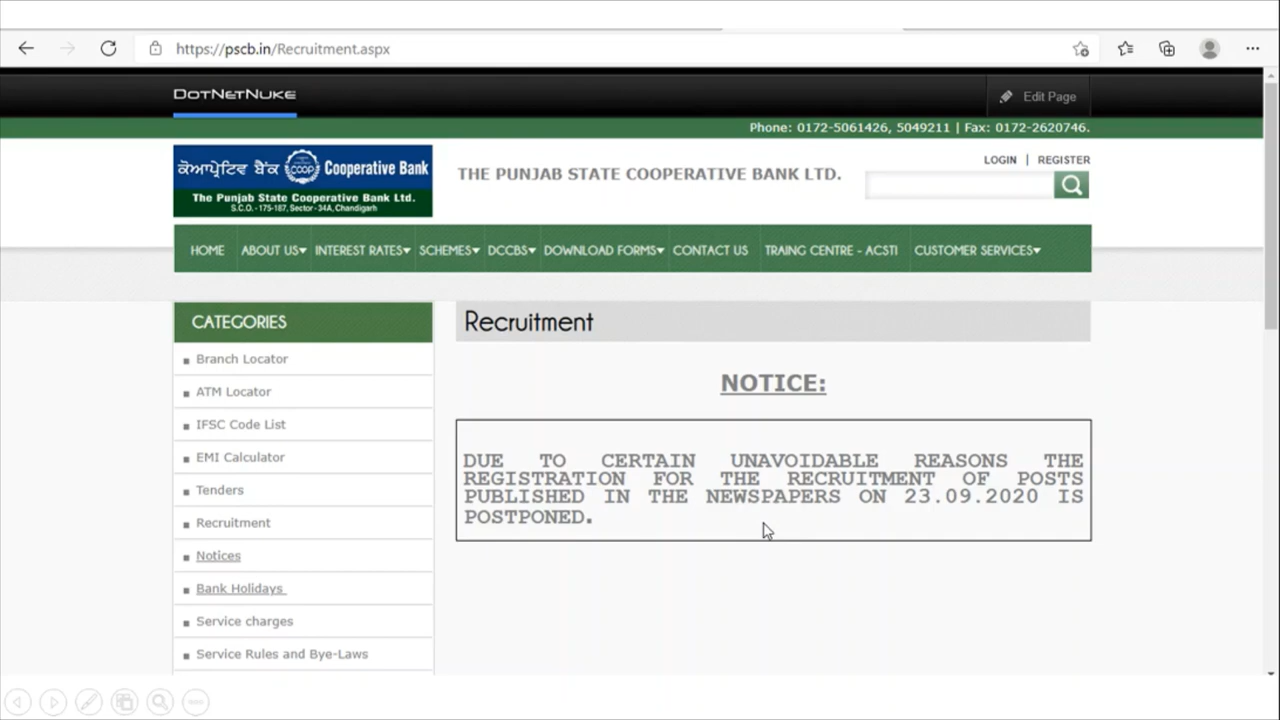 https://pscb.in/Recruitment.aspx
DOTNETNUKE
Edit Page
Phone: 0172-5061426, 5049211 | Fax: 0172-2620746.
ਕੋਆਪ੍ਰੇਟਿਵ ਬੈਂਕ COOP Cooperative Bank
The Punjab State Cooperative Bank Ltd.
S.C.O. - 175-187, Sector - 34A, Chandigarh
THE PUNJAB STATE COOPERATIVE BANK LTD.
LOGIN | REGISTER
HOME ABOUT US INTEREST RATES SCHEMES DCCBS DOWNLOAD FORMS CONTACT US TRAING CENTRE - ACSTI CUSTOMER SERVICES
CATEGORIES
Branch Locator
ATM Locator
IFSC Code List
EMI Calculator
Tenders
Recruitment
Notices
Bank Holidays
Service charges
Service Rules and Bye-Laws
Recruitment
NOTICE:
DUE TO CERTAIN UNAVOIDABLE REASONS THE
REGISTRATION FOR THE RECRUITMENT OF POSTS
PUBLISHED IN THE NEWSPAPERS ON 23.09.2020 IS
POSTPONED.